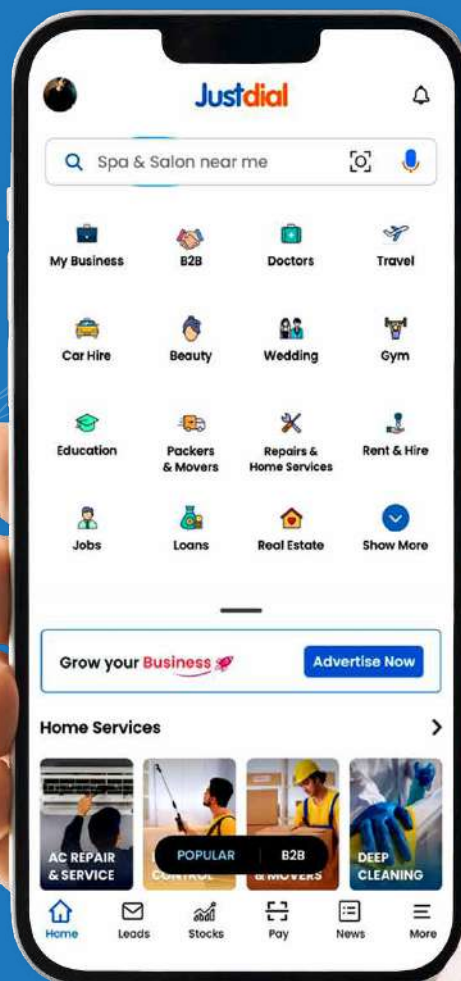 Justdial
Spa & Salon near me
My Business
B2B
Doctors
Travel
Car Hire
Beauty
Wedding
Gym
Education
Packers
& Movers
Repairs &
Home Services
Rent & Hire
Jobs
Loans
Real Estate
Show More
Grow your Business
Advertise Now
Home Services
AC REPAIR
& SERVICE
CONTROL
& MOVERS
DEEP
CLEANING
POPULAR
B2B
Home
Leads
Stocks
Pay
News
More